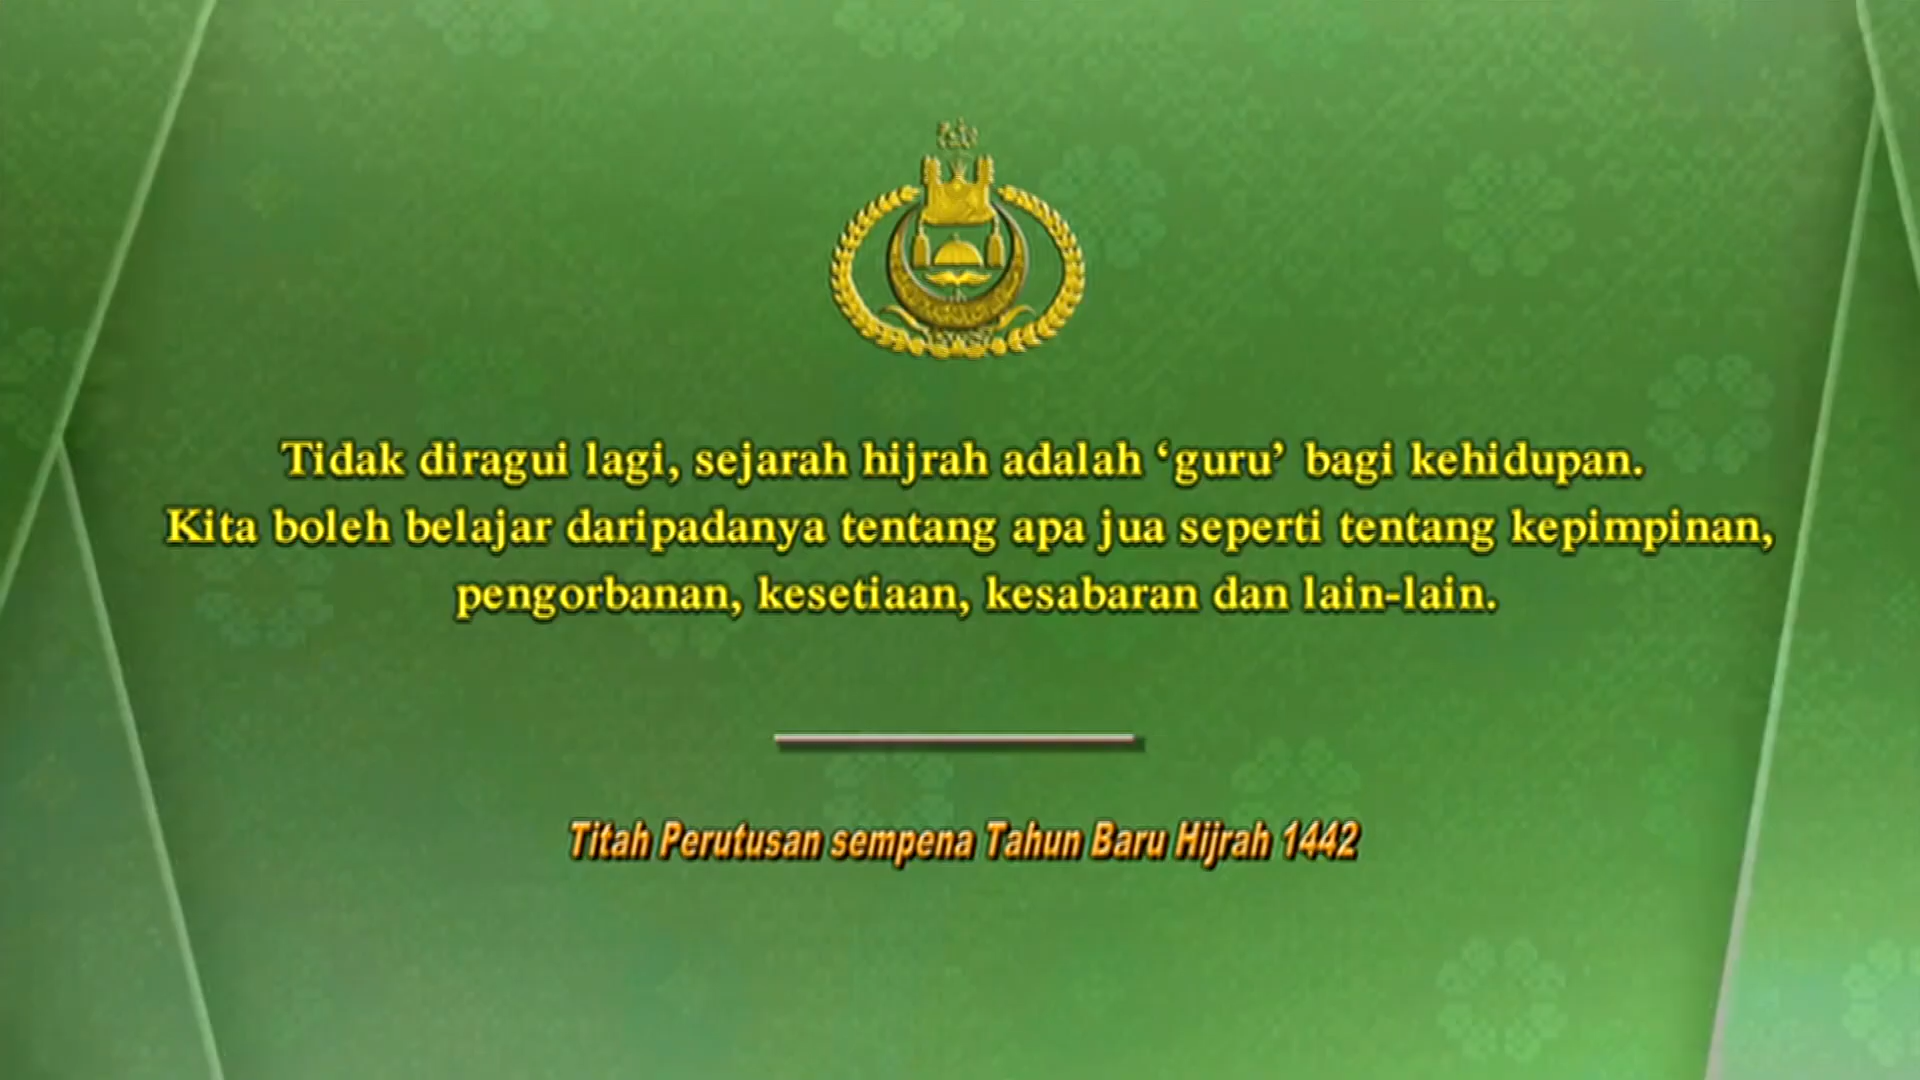 Tidak diragui lagi, sejarah hijrah adalah ‘guru’ bagi kehidupan.
Kita boleh belajar daripadanya tentang apa jua seperti tentang kepimpinan,
pengorbanan, kesetiaan, kesabaran dan lain-lain.
Titah Perutusan sempena Tahun Baru Hijrah 1442